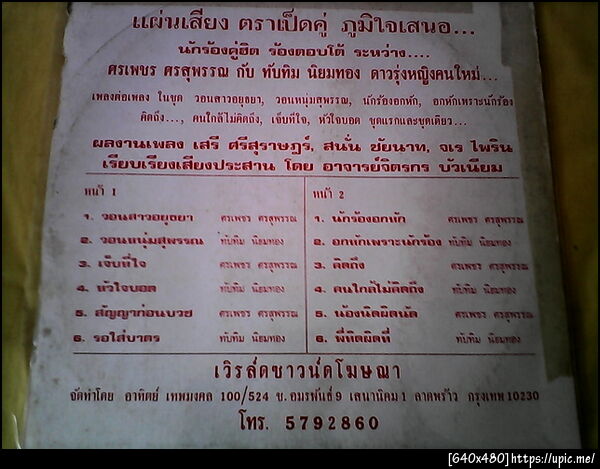 แผ่นเสียง ตราเป็ดคู่ ภูมิใจเสนอ...
นักร้องคู่ฮิต ร้องตอบโต้ ระหว่าง....
ศรเพชร ศรสุพรรณ กับ ทับทิม นิยมทอง ดาวรุ่งหญิงคนใหม่...
เพลงต่อเพลง ในชุด วอนสาวอยุธยา, วอนหนุ่มสุพรรณ, นักร้องอกหัก, อกหักเพราะนักร้อง
คิดถึง..., คนใกล้ไม่คิดถึง, เจ็บที่ใจ, หัวใจบอด ชุดแรกและชุดเดียว...
ผลงานเพลง เสรี ศรีสุราษฎร์, สนั่น ชัยนาท, จเร ไพริน
เรียบเรียงเสียงประสาน โดย อาจารย์จิตรกร บัวเนียม
หน้า 1
๑. วอนสาวอยุธยา ศรเพชร ศรสุพรรณ
๒. วอนหนุ่มสุพรรณ ทับทิม นิยมทอง
๓. เจ็บที่ใจ ศรเพชร ศรสุพรรณ
๔. หัวใจบอด ทับทิม นิยมทอง
๕. สัญญาก่อนบวช ศรเพชร ศรสุพรรณ
๖. รอใส่บาตร ทับทิม นิยมทอง
หน้า 2
๑. นักร้องอกหัก ศรเพชร ศรสุพรรณ
๒. อกหักเพราะนักร้อง ทับทิม นิยมทอง
๓. คิดถึง ศรเพชร ศรสุพรรณ
๔. คนใกล้ไม่คิดถึง ทับทิม นิยมทอง
๕. น้องนิดผิดนัด ศรเพชร ศรสุพรรณ
๖. พี่ทิดผิดที่ ทับทิม นิยมทอง
เวิรล์ดซาวน์ดโฆษณา
จัดทำโดย อาทิตย์ เทพมงคล 100/524 ซ. อมรพันธ์ 9 เสนานิคม 1 ลาดพร้าว กรุงเทพ 10230
โทร. 5792860
[640x480]https://upic.me/